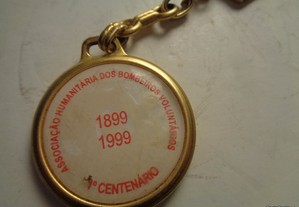 ASSOCIAÇÃO HUMANITÁRIA DOS BOMBEIROS VOLUNTÁRIOS
1899
1999
1º CENTENÁRIO